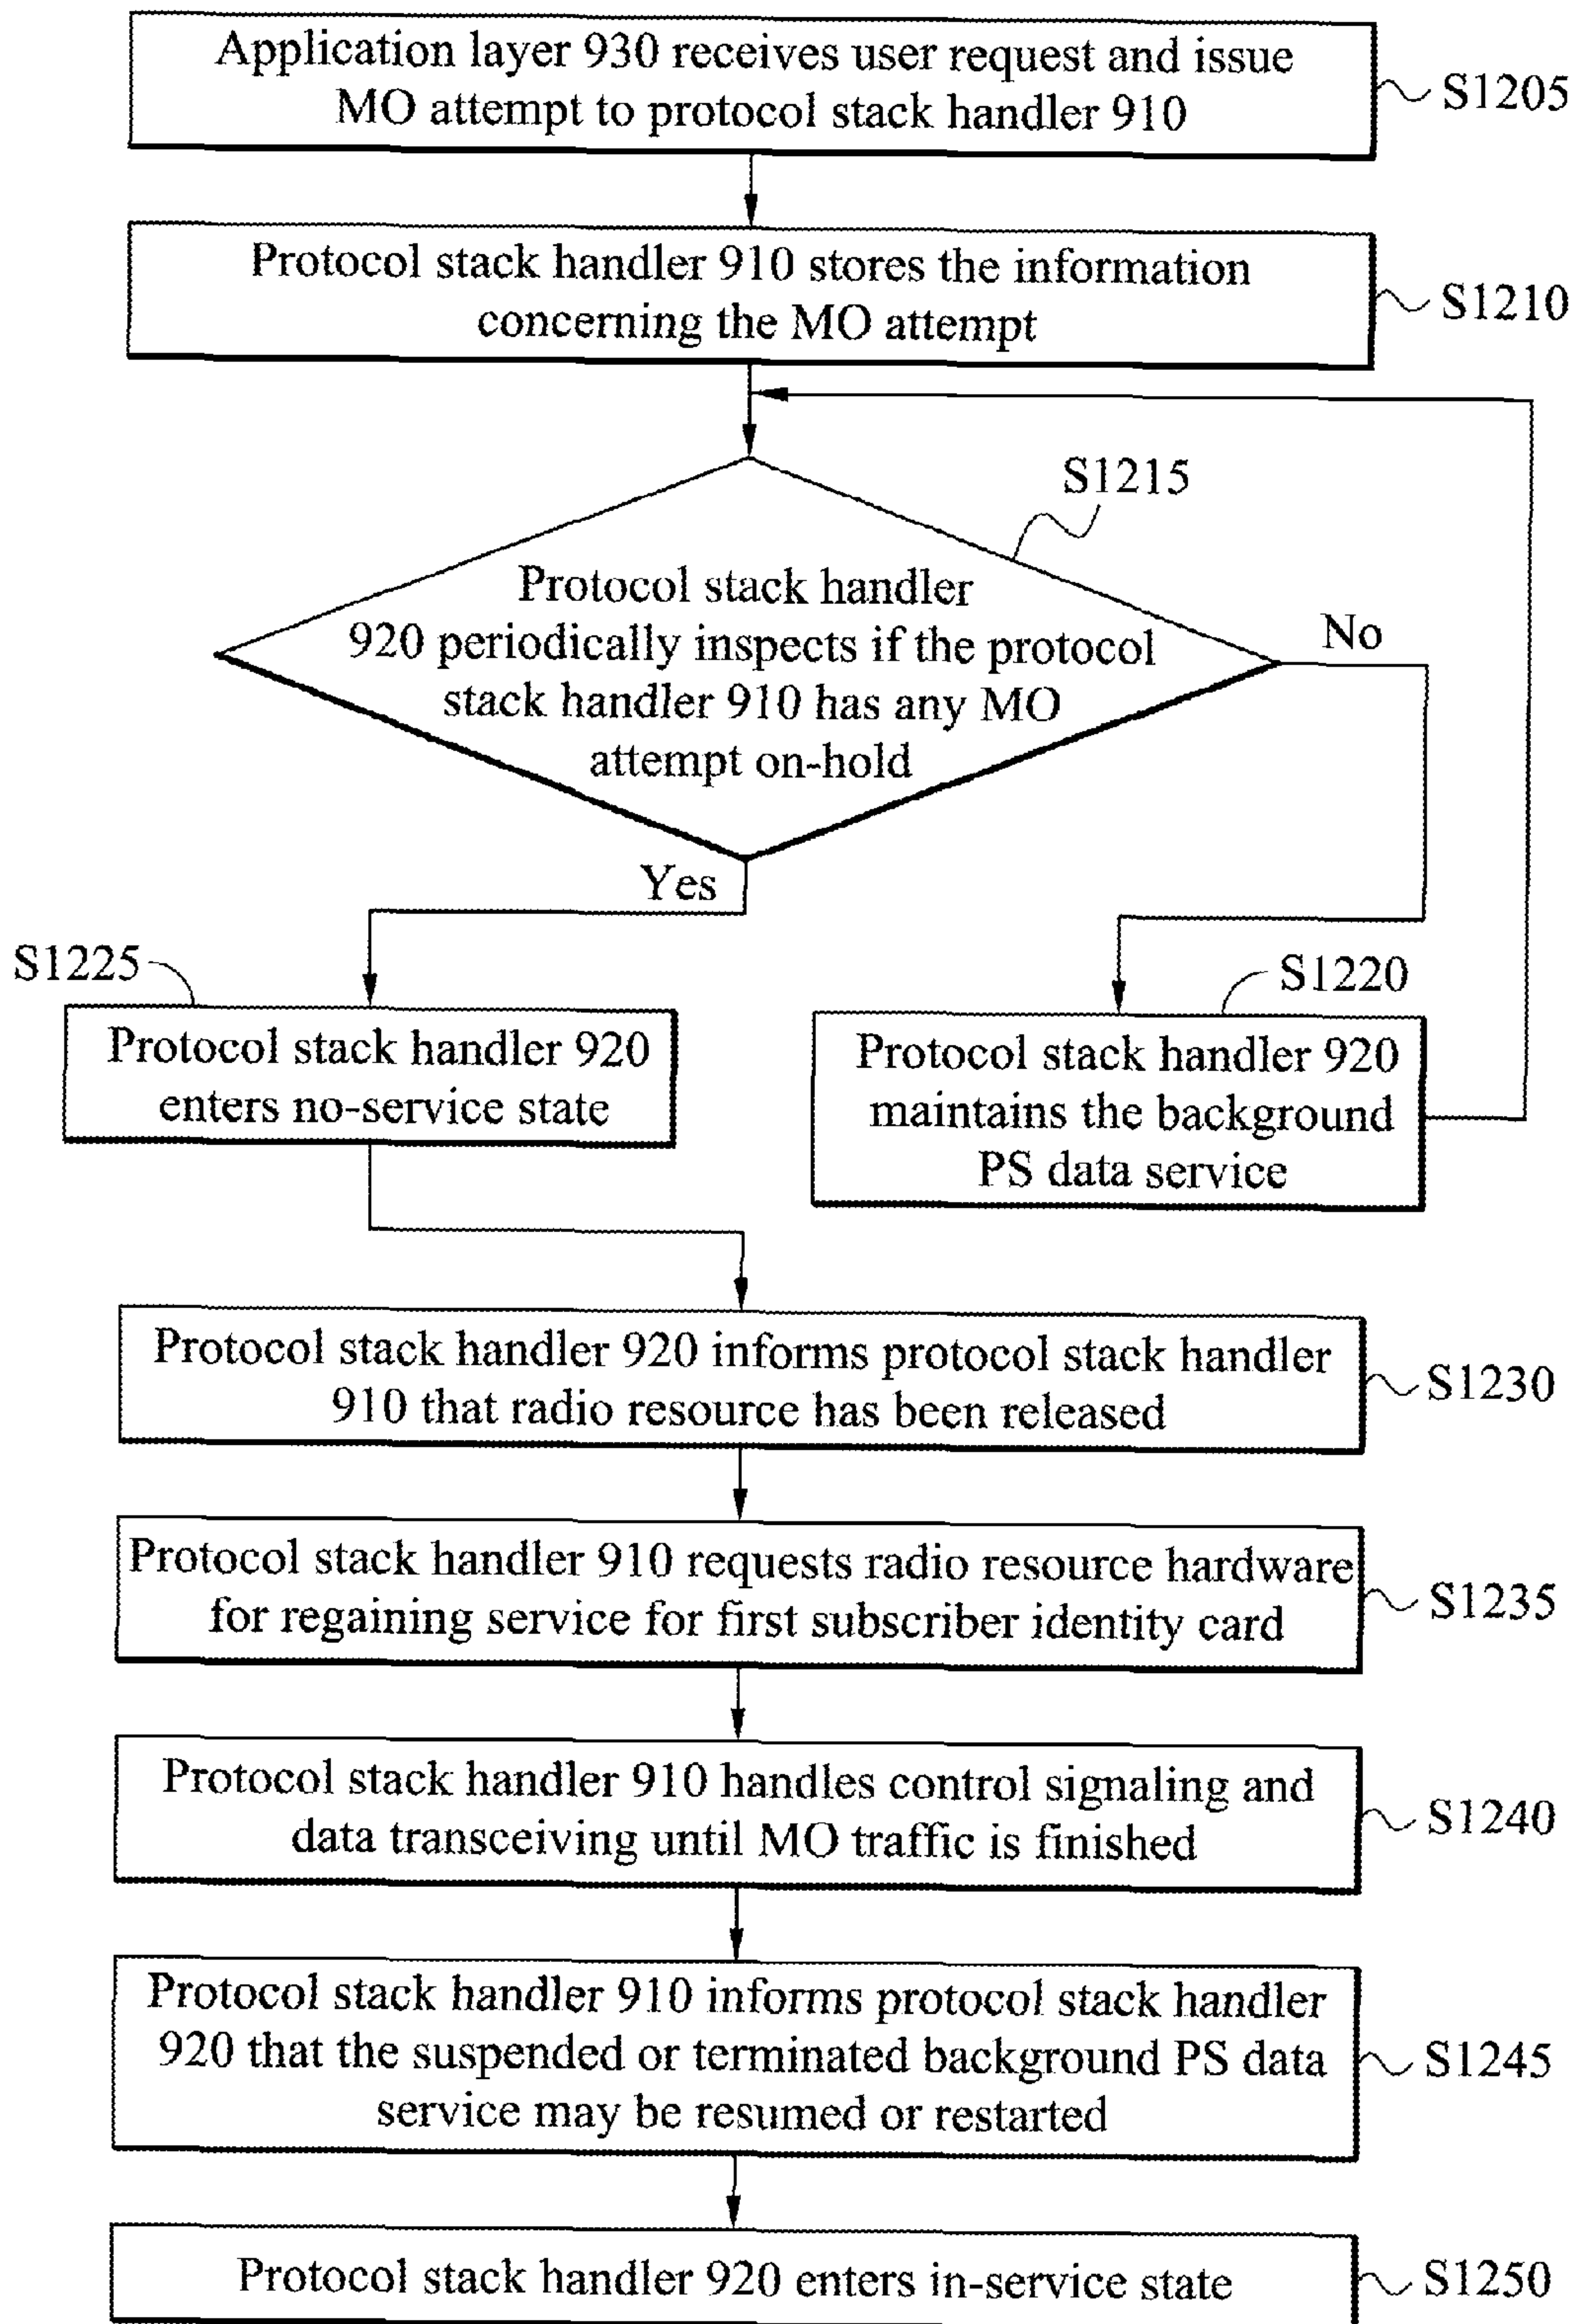 Application layer 930 receives user request and issue
MO attempt to protocol stack handler 910
S1205
Protocol stack handler 910 stores the information
concerning the MO attempt
S1210
S1215
Protocol stack handler
920 periodically inspects if the protocol
stack handler 910 has any MO
attempt on-hold
No
Yes
S1225
Protocol stack handler 920
enters no-service state
S1220
Protocol stack handler 920
maintains the background
PS data service
Protocol stack handler 920 informs protocol stack handler
910 that radio resource has been released
S1230
Protocol stack handler 910 requests radio resource hardware
for regaining service for first subscriber identity card
S1235
Protocol stack handler 910 handles control signaling and
data transceiving until MO traffic is finished
S1240
Protocol stack handler 910 informs protocol stack handler
920 that the suspended or terminated background PS data
service may be resumed or restarted
S1245
Protocol stack handler 920 enters in-service state
S1250